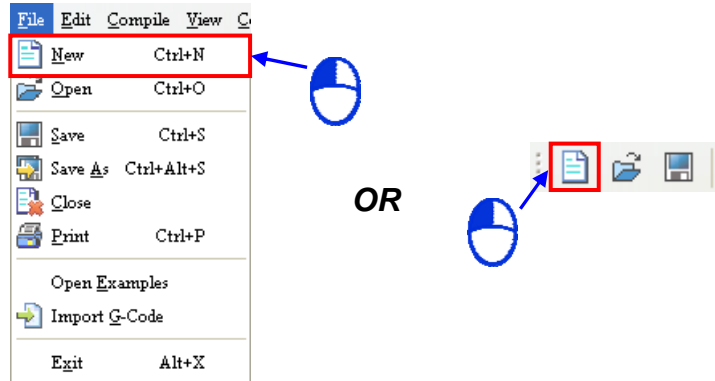 File Edit Compile View C
New Ctrl+N
Open Ctrl+O
Save Ctrl+S
Save As Ctrl+Alt+S
Close
Print Ctrl+P
Open Examples
Import G-Code
Exit Alt+X
OR